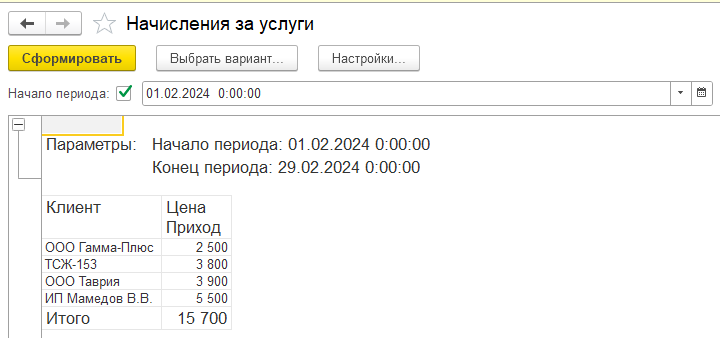 Начисления за услуги
Сформировать Выбрать вариант... Настройки...
Начало периода: 01.02.2024 0:00:00
Параметры: Начало периода: 01.02.2024 0:00:00
Конец периода: 29.02.2024 0:00:00
Клиент Цена
Приход
ООО Гамма-Плюс 2 500
ТСЖ-153 3 800
ООО Таврия 3 900
ИП Мамедов В.В. 5 500
Итого 15 700